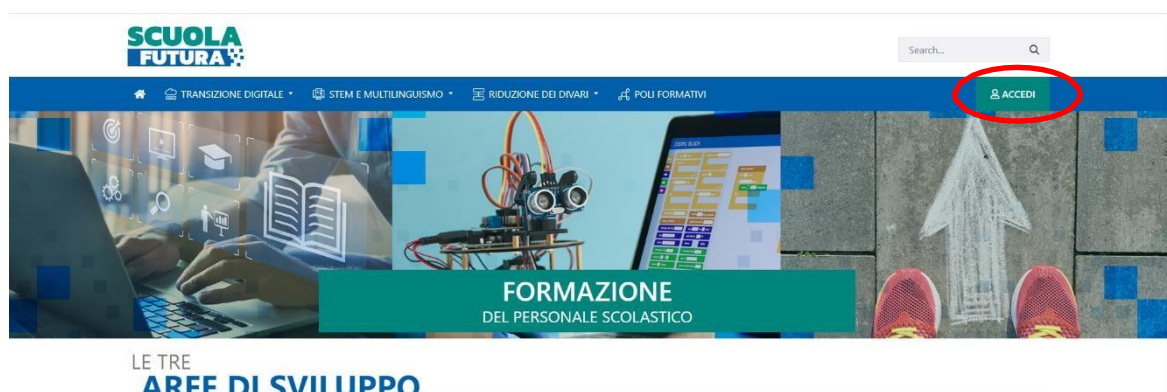 SCUOLA
FUTURA
Search...
TRANSIZIONE DIGITALE
STEM E MULTILINGUISMO
RIDUZIONE DEI DIVARI
POLI FORMATIVI
ACCEDI
FORMAZIONE
DEL PERSONALE SCOLASTICO
LE TRE
AREE DI SVILUPPO